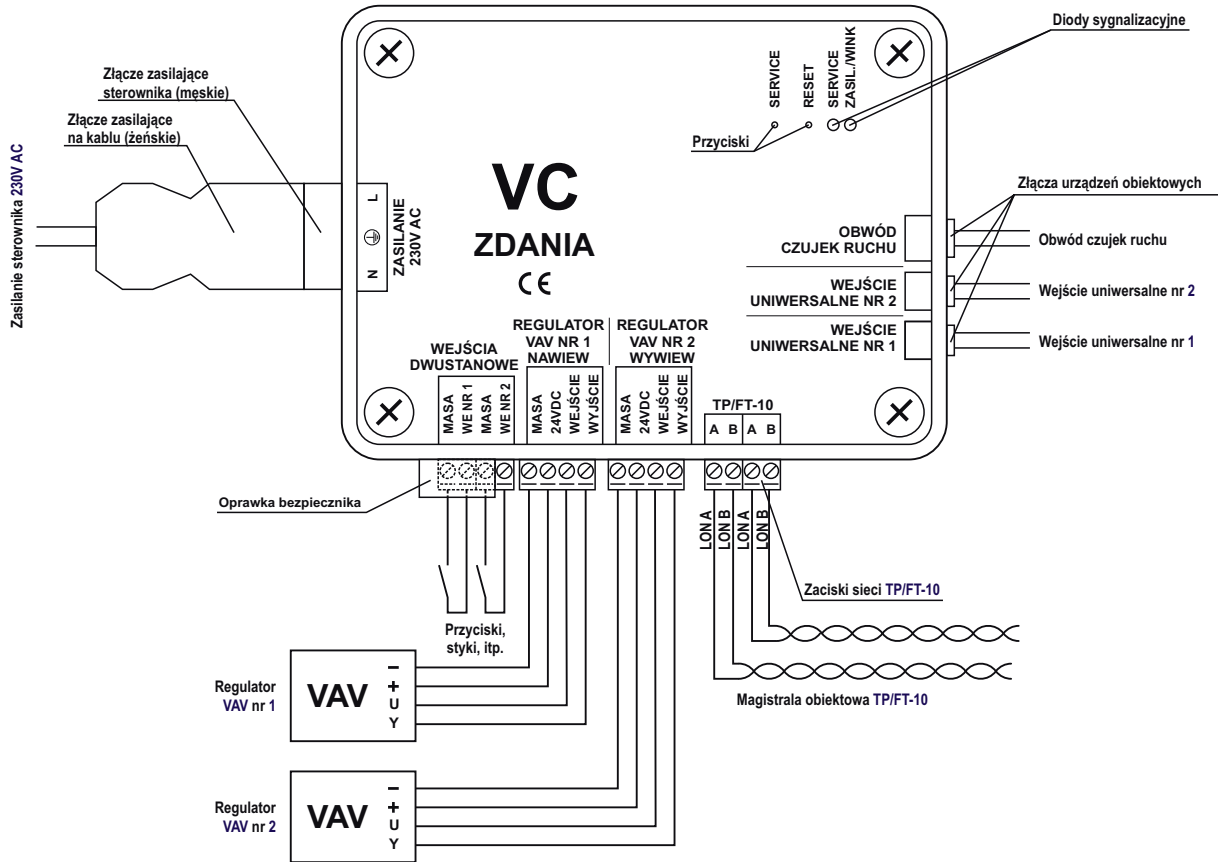 Diody sygnalizacyjne
Złącze zasilające
sterownika (męskie)
Złącze zasilające
na kablu (żeńskie)
Zasilanie sterownika 230V AC
SERVICE
RESET
SERVICE
ZASIL./WINK
Przyciski
VC
ZDANIA
CE
L
N
ZASILANIE
230V AC
Złącza urządzeń obiektowych
OBWÓD
CZUJEK RUCHU
Obwód czujek ruchu
WEJŚCIE
UNIWERSALNE NR 2
Wejście uniwersalne nr 2
WEJŚCIE
UNIWERSALNE NR 1
Wejście uniwersalne nr 1
WEJŚCIA
DWUSTANOWE
REGULATOR
VAV NR 1
NAWIEW
REGULATOR
VAV NR 2
WYWIEW
MASA
WE NR 1
MASA
WE NR 2
MASA
24VDC
WEJŚCIE
WYJŚCIE
MASA
24VDC
WEJŚCIE
WYJŚCIE
TP/FT-10
A B A B
Oprawka bezpiecznika
LON A
LON B
LON A
LON B
Zaciski sieci TP/FT-10
Przyciski,
styki, itp.
Magistrala obiektowa TP/FT-10
Regulator
VAV nr 1
VAV
−
+
U
Y
Regulator
VAV nr 2
VAV
−
+
U
Y